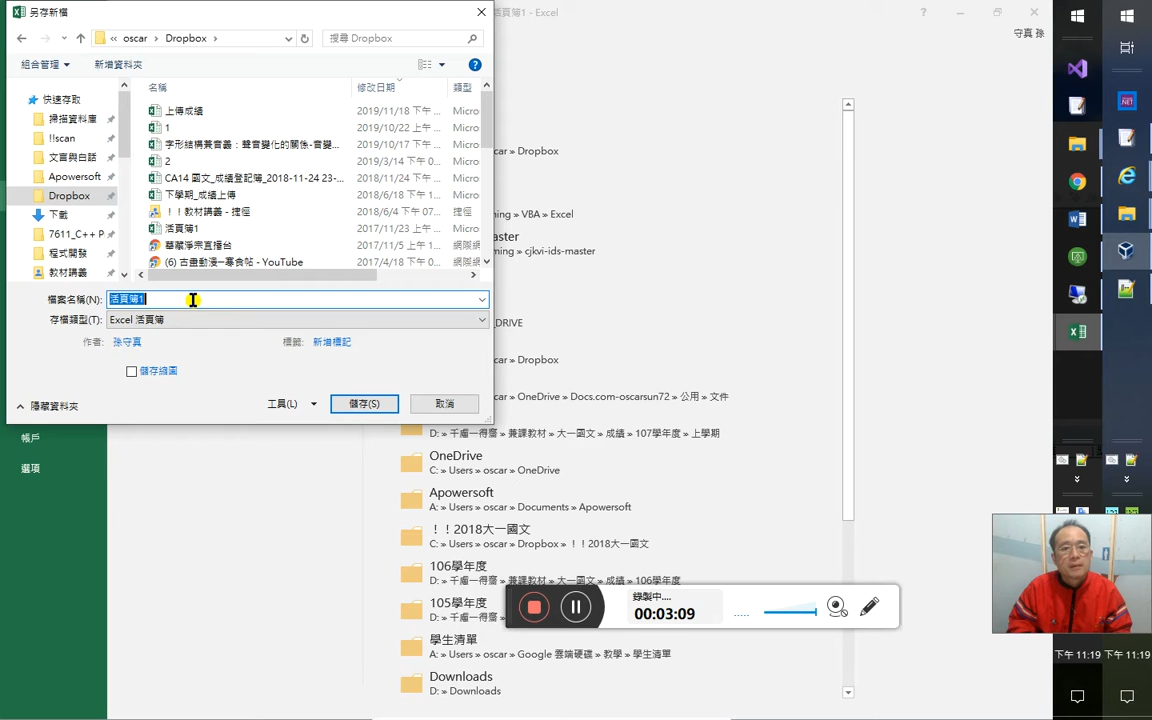 另存新檔
« oscar › Dropbox ›
搜尋 Dropbox
組合管理 ▾
新增資料夾
名稱
修改日期
類型
快速存取
掃描資料庫
!!scan
文言與白話
Apowersoft
Dropbox
下載
7611_C++ P
程式開發
教材講義
上傳成績 2019/11/18 下午 ... Micro
1 2019/10/22 上午 ... Micro
字形結構兼音義：聲音變化的關係-音變... 2019/10/17 下午 ... Micro
2 2019/3/14 下午 0... Micro
CA14 國文_成績登記簿_2018-11-24 23-... 2018/11/24 下午 ... Micro
下學期_成績上傳 2018/6/18 下午 1... Micro
！！教材講義 - 捷徑 2018/6/4 下午 07... 捷徑
活頁簿1 2017/11/23 上午 ... Micro
華藏淨宗直播台 2017/11/5 上午 1... 網際網
(6) 古畫動漫—寒食帖 - YouTube 2017/4/18 下午 0... 網際網
檔案名稱(N): 活頁簿1
存檔類型(T): Excel 活頁簿
作者: 孫守真
標籤: 新增標記
儲存縮圖
隱藏資料夾
工具(L)
儲存(S)
取消
帳戶
選項
活頁簿1 - Excel
?
守真 孫
scar » Dropbox
ming » VBA » Excel
aster
ming » cjkvi-ids-master
_DRIVE
scar » Dropbox
scar » OneDrive » Docs.com-oscarsun72 » 公用 » 文件
D: » 千慮一得齋 » 兼課教材 » 大一國文 » 成績 » 107學年度 » 上學期
OneDrive
C: » Users » oscar » OneDrive
Apowersoft
A: » Users » oscar » Documents » Apowersoft
！！2018大一國文
C: » Users » oscar » Dropbox » ！！2018大一國文
106學年度
D: » 千慮一得齋 » 兼課教材 » 大一國文 » 成績 » 106學年度
105學年度
D: » 千
學生清單
A: » Users » oscar » Google 雲端硬碟 » 教學 » 學生清單
Downloads
D: » Downloads
錄製中....
00:03:09
.NET
下午 11:19
下午 11:19